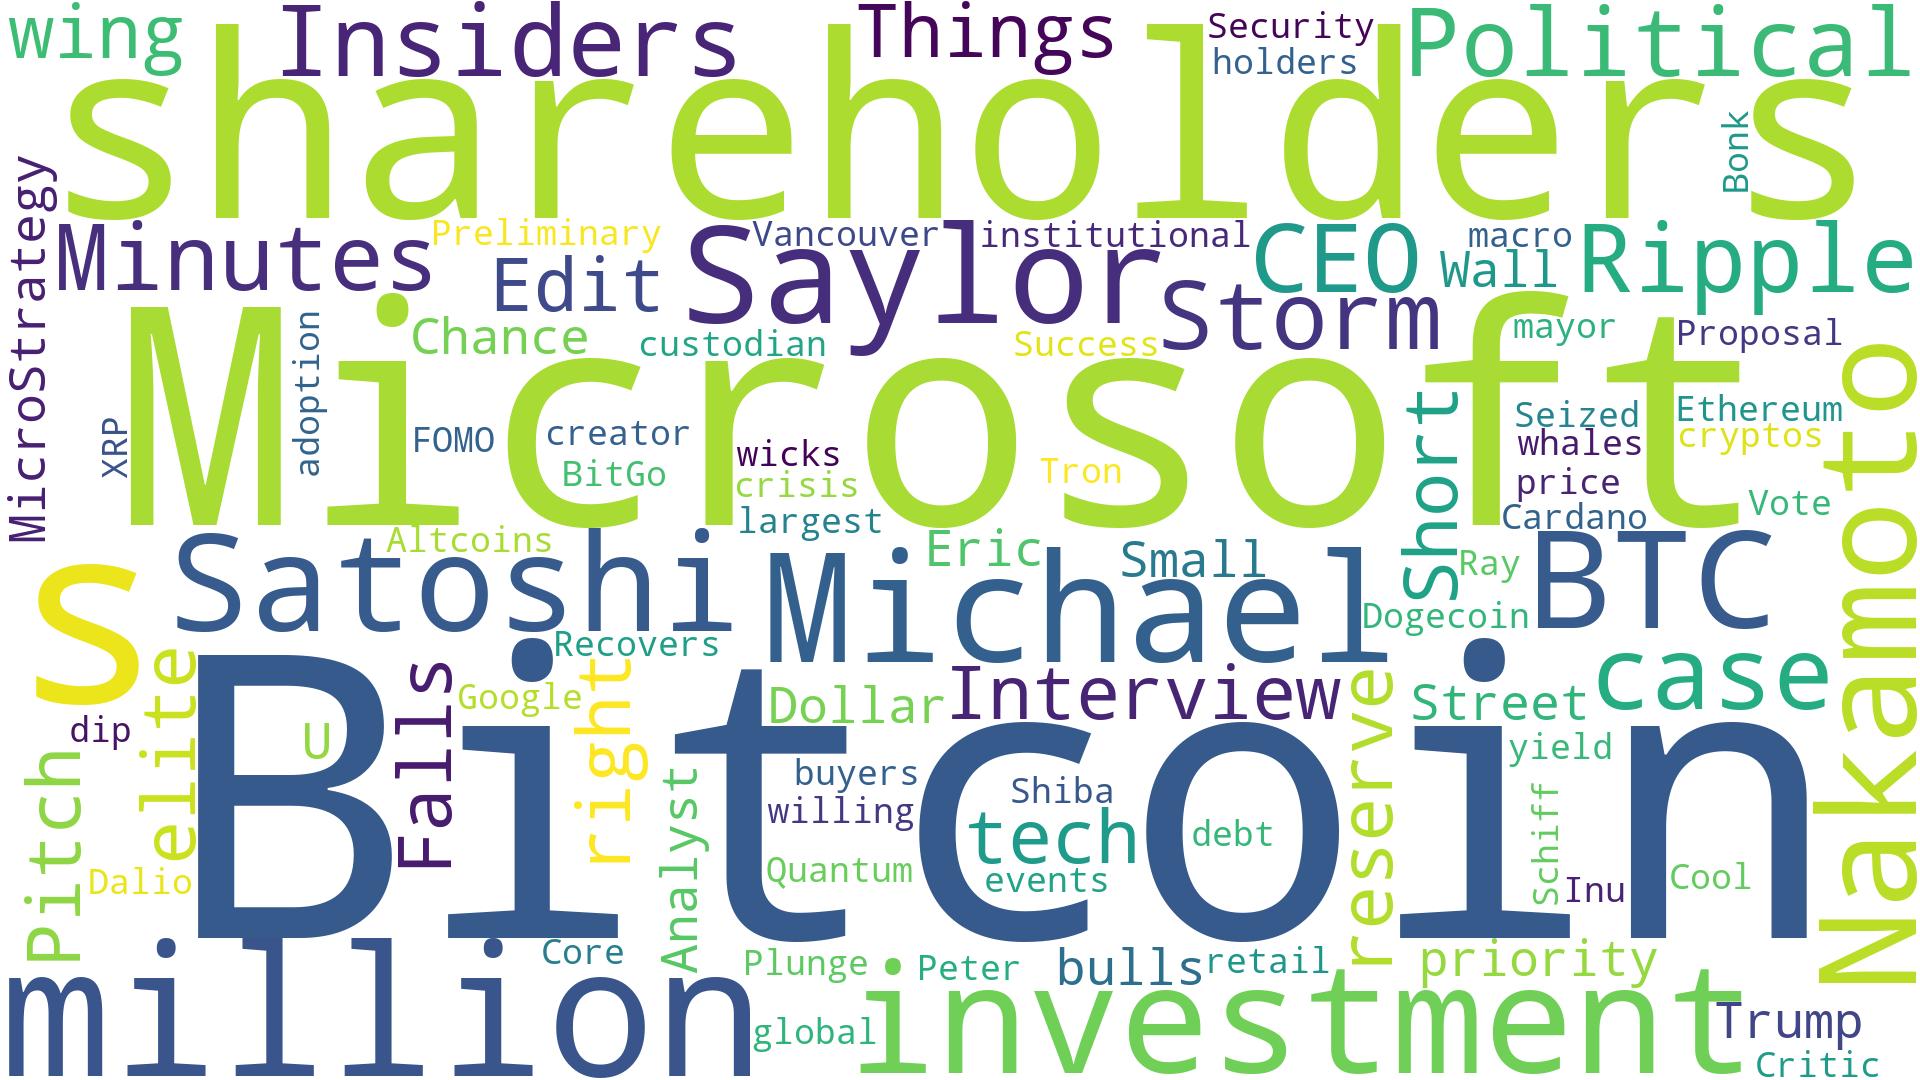 wing
Insiders
Things
Security
holders
Political
shareholders
Bonk
MicroStrategy
Minutes
Preliminary
Edit
Saylor
Vancouver
institutional
CEO
macro
Wall
Ripple
Storm
Microsoft
Chance
adoption
custodian
Success
mayor
Proposal
XRP
FOMO
creator
BitGo
wicks
crisis
largest
Tron
Short
Seized
whales
price
Cardano
Ethereum
cryptos
Vote
Nakamoto
Altcoins
Satoshi
Michael
Eric
Small
Ray
BTC
Dogecoin
s
Recovers
elite
Falls
Google
right
Dollar
Interview
reserve
Street
case
dip
Bitcoin
U
Pitch
Dalio
Analyst
buyers
willing
Quantum
Shiba
tech
events
debt
yield
Schiff
Inu
Cool
million
Core
Plunge
Peter
bulls
retail
priority
global
investment
Trump
Critic